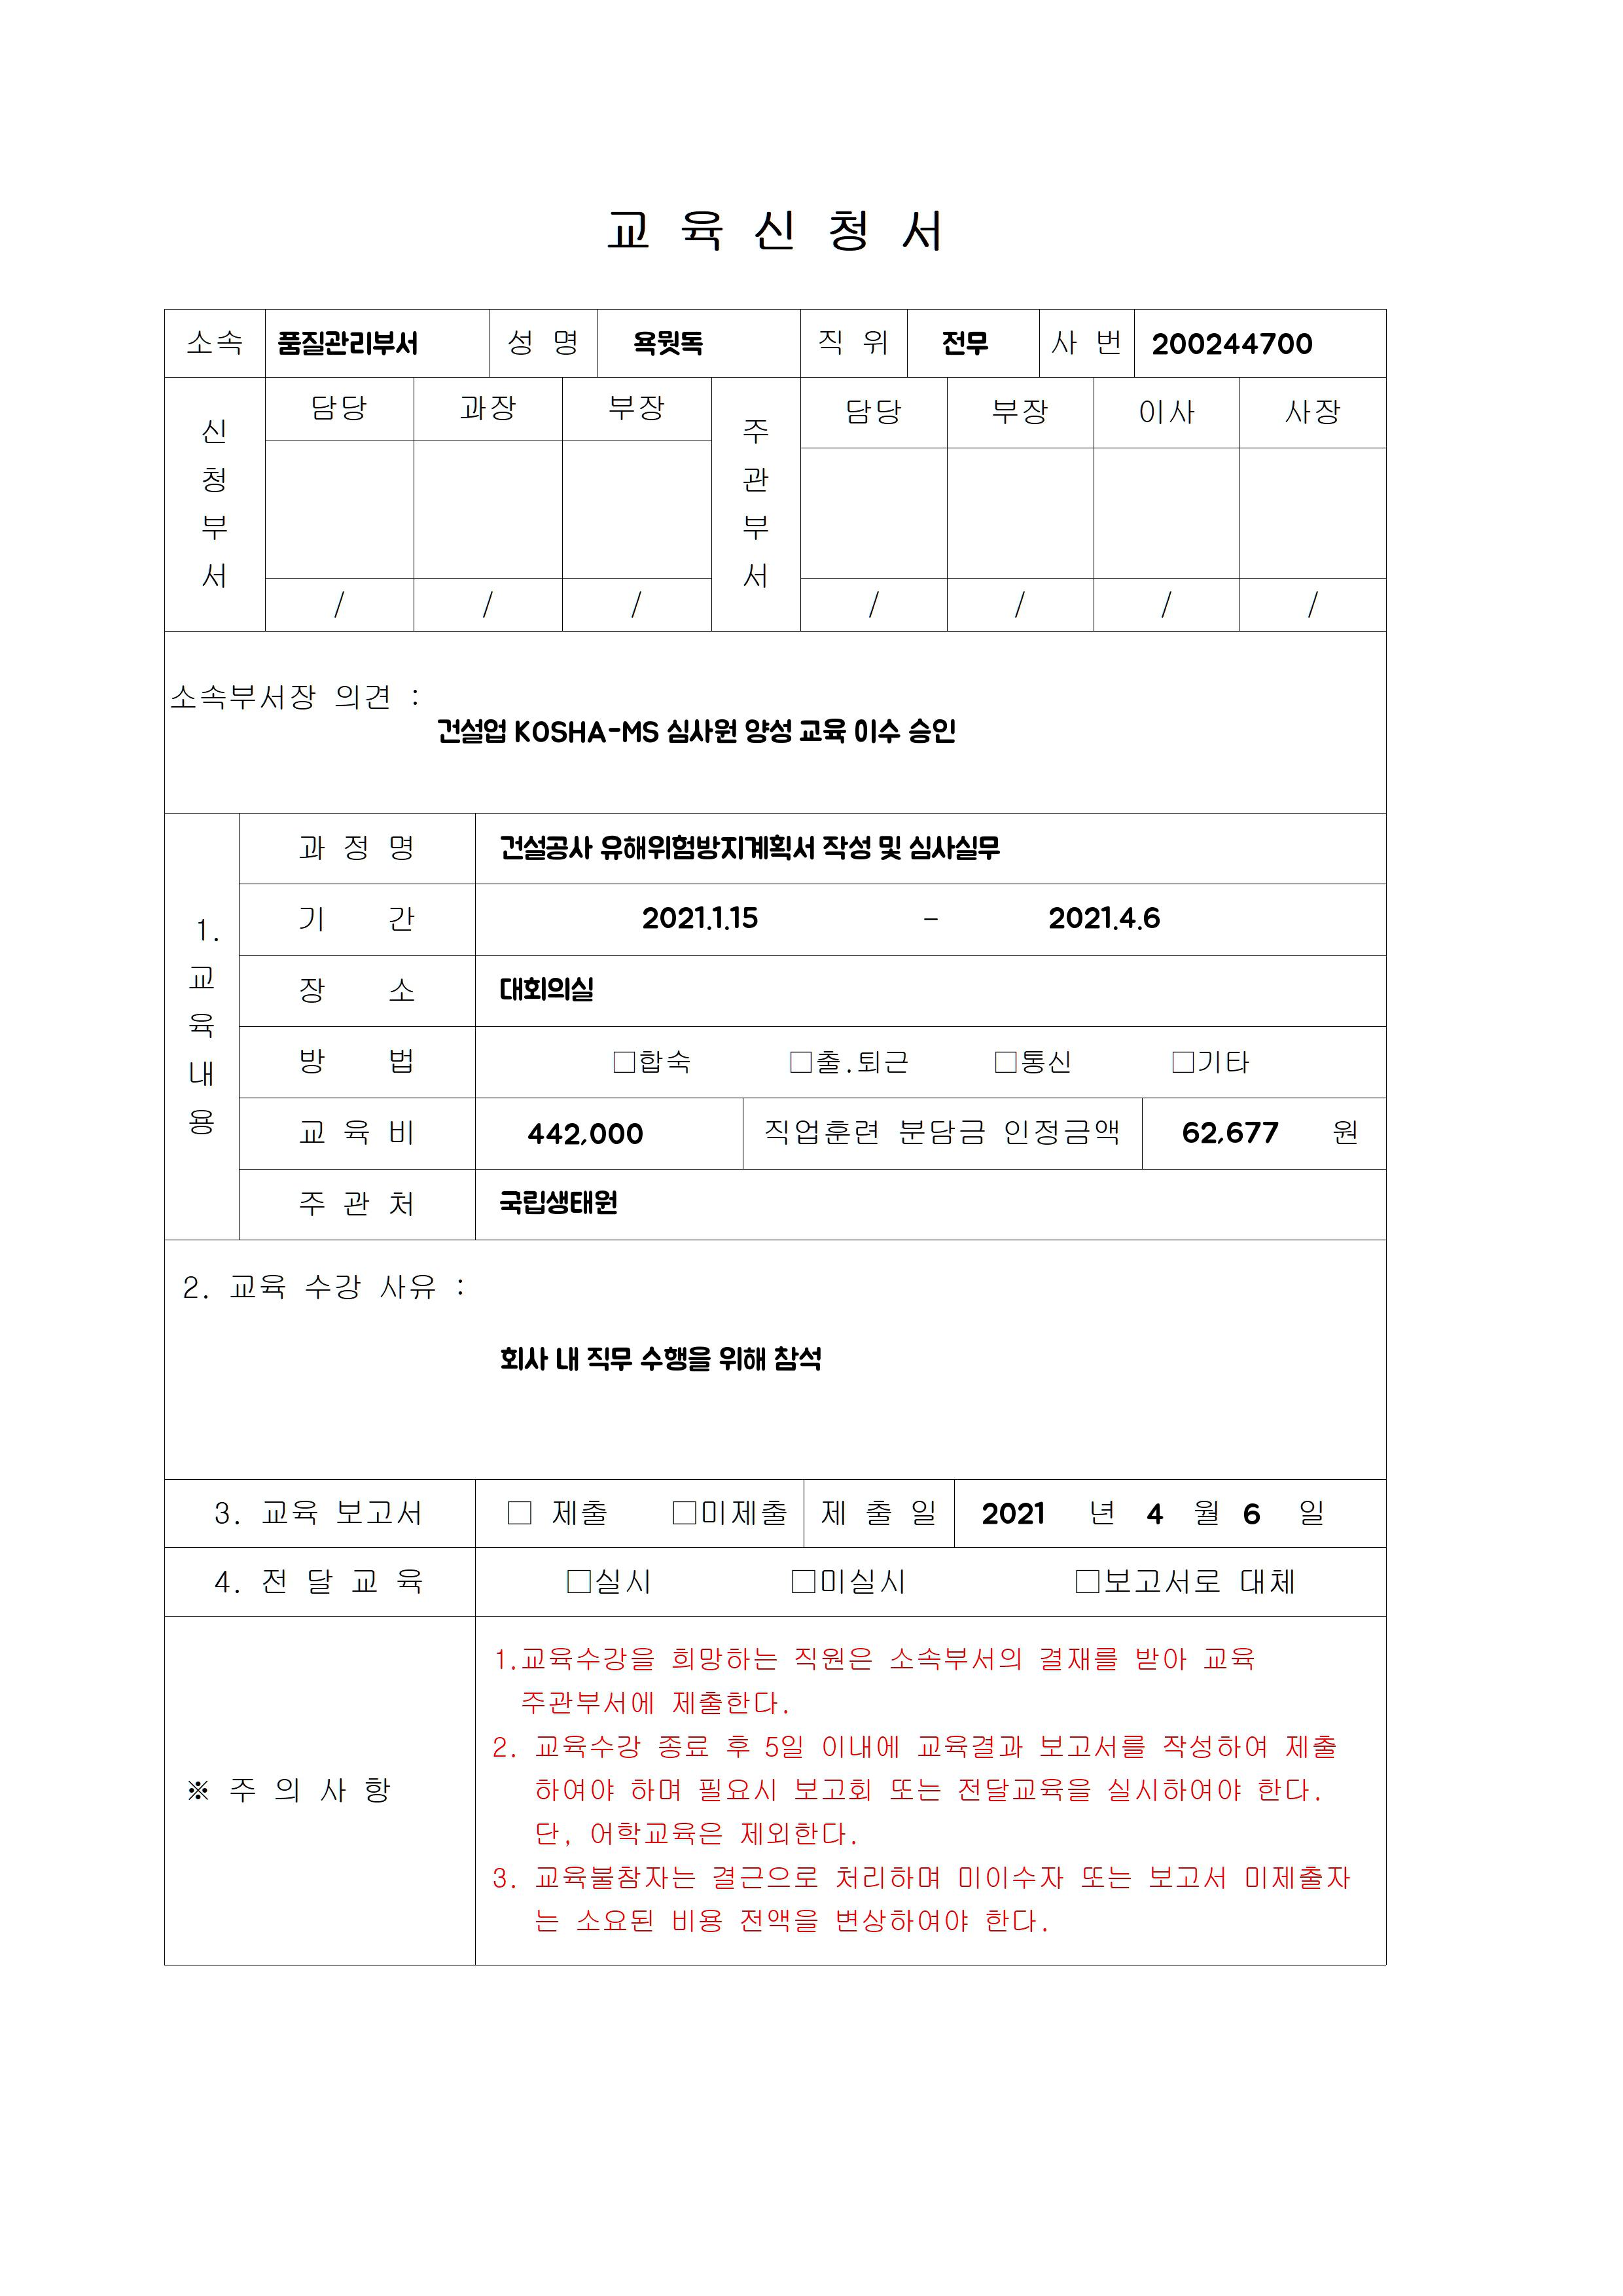 교 육 신 청 서
소속 품질관리부서 성 명 욕뭣독 직 위 전무 사 번 200244700
신청부서 담당 과장 부장 주관부서 담당 부장 이사 사장
/ / / / / / /
소속부서장 의견 :
건설업 KOSHA-MS 심사원 양성 교육 이수 승인
1. 교육내용
과 정 명 건설공사 유해위험방지계획서 작성 및 심사실무
기 간 2021.1.15 - 2021.4.6
장 소 대회의실
방 법 □합숙 □출.퇴근 □통신 □기타
교 육 비 442,000 직업훈련 분담금 인정금액 62,677 원
주 관 처 국립생태원
2. 교육 수강 사유 :
회사 내 직무 수행을 위해 참석
3. 교육 보고서 □ 제출 □미제출 제 출 일 2021 년 4 월 6 일
4. 전 달 교 육 □실시 □미실시 □보고서로 대체
※ 주 의 사 항
1.교육수강을 희망하는 직원은 소속부서의 결재를 받아 교육
주관부서에 제출한다.
2. 교육수강 종료 후 5일 이내에 교육결과 보고서를 작성하여 제출
하여야 하며 필요시 보고회 또는 전달교육을 실시하여야 한다.
단, 어학교육은 제외한다.
3. 교육불참자는 결근으로 처리하며 미이수자 또는 보고서 미제출자
는 소요된 비용 전액을 변상하여야 한다.